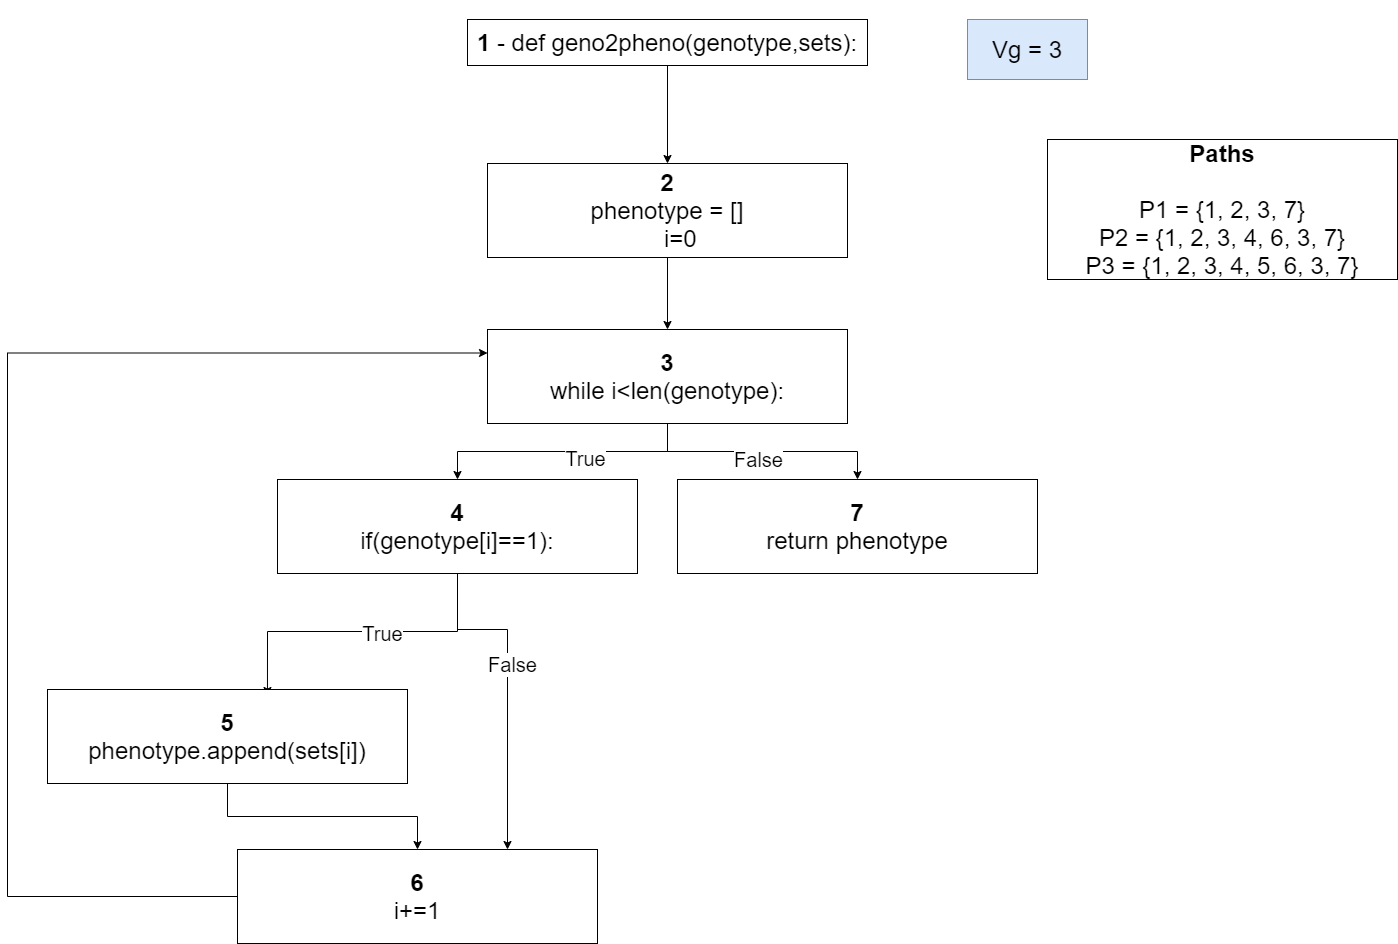 1 - def geno2pheno(genotype,sets):
Vg = 3
Paths
P1 = {1, 2, 3, 7}
P2 = {1, 2, 3, 4, 6, 3, 7}
P3 = {1, 2, 3, 4, 5, 6, 3, 7}
2
phenotype = []
i=0
3
while i<len(genotype):
True
False
4
if(genotype[i]==1):
7
return phenotype
True
False
5
phenotype.append(sets[i])
6
i+=1